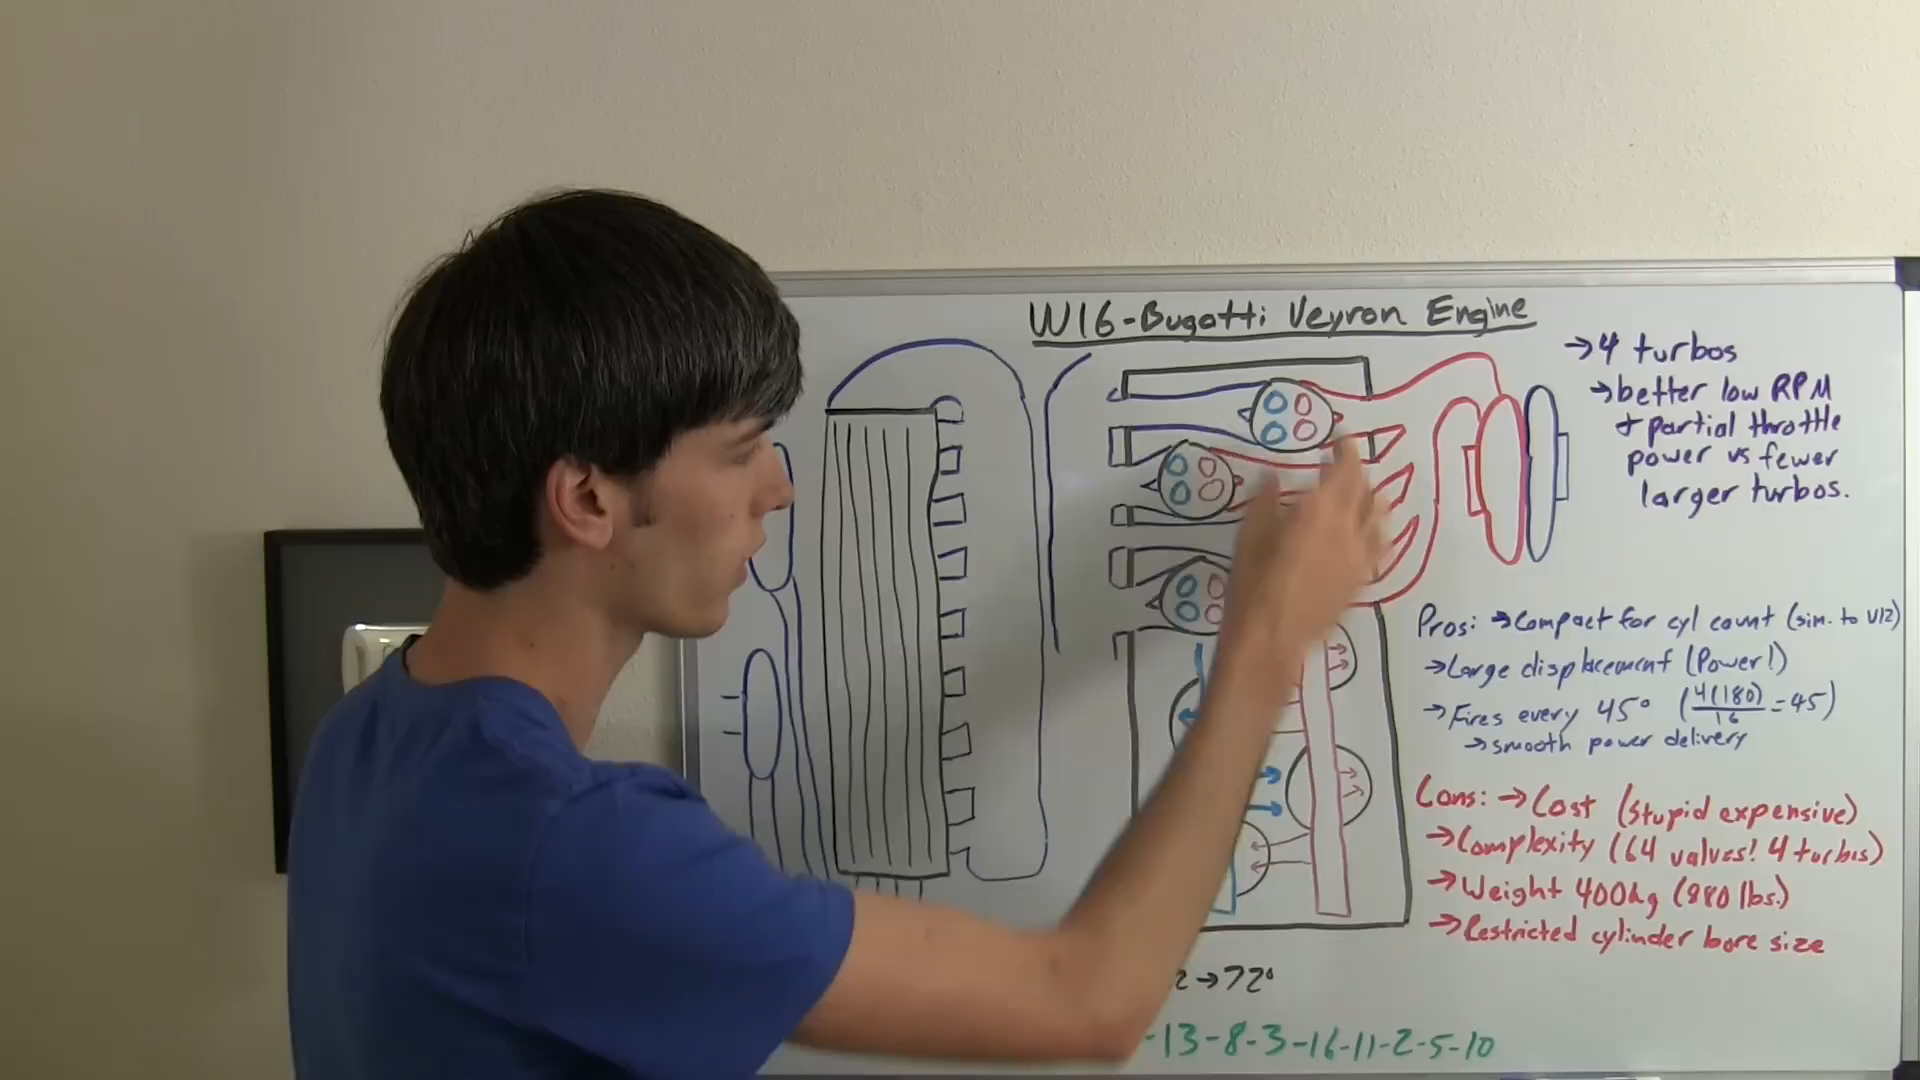 W16-Bugatti Veyron Engine
→4 turbos
→better low RPM
+ partial throttle
power vs fewer
larger turbos.
Pros: →Compact for cyl count (sim. to V12)
→Large displacement (Power!)
→Fires every 45° (4(180)/16=45)
→smooth power delivery
Cons: →Cost (Stupid expensive)
→Complexity (64 valves! 4 turbos)
→Weight 400kg (880 lbs.)
→Restricted cylinder bore size
2→72°
-13-8-3-16-11-2-5-10